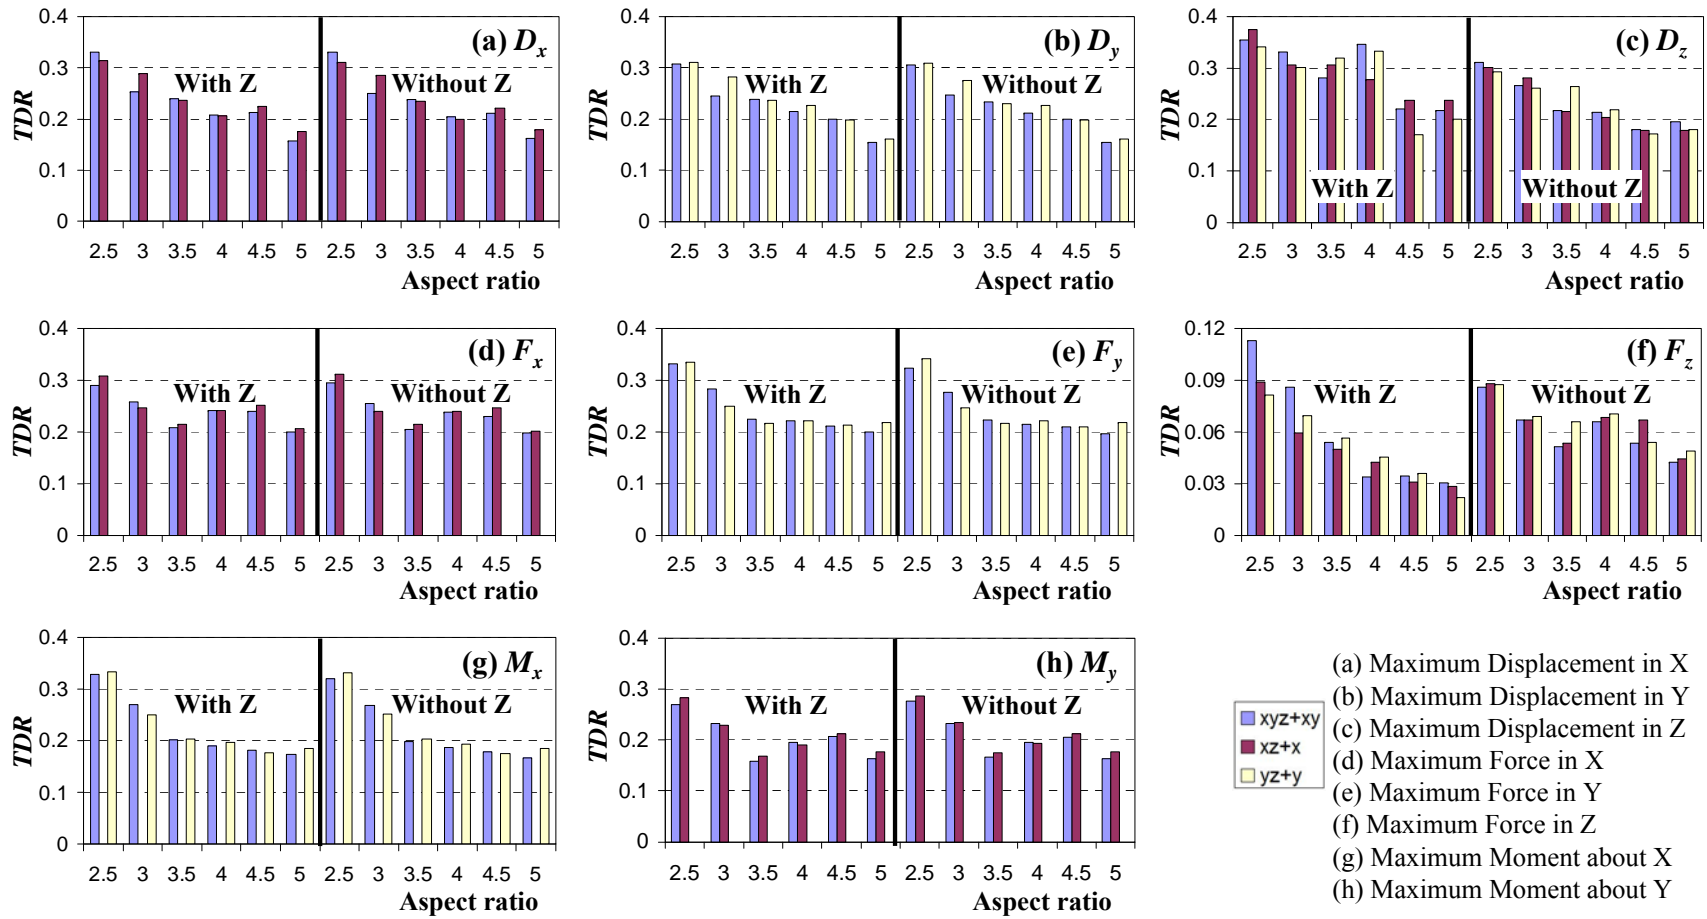 (a) Dx
With Z
Without Z
TDR
0.4
0.3
0.2
0.1
0
2.5 3 3.5 4 4.5 5 2.5 3 3.5 4 4.5 5
Aspect ratio
(b) Dy
With Z
Without Z
TDR
0.4
0.3
0.2
0.1
0
2.5 3 3.5 4 4.5 5 2.5 3 3.5 4 4.5 5
Aspect ratio
(c) Dz
With Z
Without Z
TDR
0.4
0.3
0.2
0.1
0
2.5 3 3.5 4 4.5 5 2.5 3 3.5 4 4.5 5
Aspect ratio
(d) Fx
With Z
Without Z
TDR
0.4
0.3
0.2
0.1
0
2.5 3 3.5 4 4.5 5 2.5 3 3.5 4 4.5 5
Aspect ratio
(e) Fy
With Z
Without Z
TDR
0.4
0.3
0.2
0.1
0
2.5 3 3.5 4 4.5 5 2.5 3 3.5 4 4.5 5
Aspect ratio
(f) Fz
With Z
Without Z
TDR
0.12
0.09
0.06
0.03
0
2.5 3 3.5 4 4.5 5 2.5 3 3.5 4 4.5 5
Aspect ratio
(g) Mx
With Z
Without Z
TDR
0.4
0.3
0.2
0.1
0
2.5 3 3.5 4 4.5 5 2.5 3 3.5 4 4.5 5
Aspect ratio
(h) My
With Z
Without Z
TDR
0.4
0.3
0.2
0.1
0
2.5 3 3.5 4 4.5 5 2.5 3 3.5 4 4.5 5
Aspect ratio
xyz+xy
xz+x
yz+y
(a) Maximum Displacement in X
(b) Maximum Displacement in Y
(c) Maximum Displacement in Z
(d) Maximum Force in X
(e) Maximum Force in Y
(f) Maximum Force in Z
(g) Maximum Moment about X
(h) Maximum Moment about Y